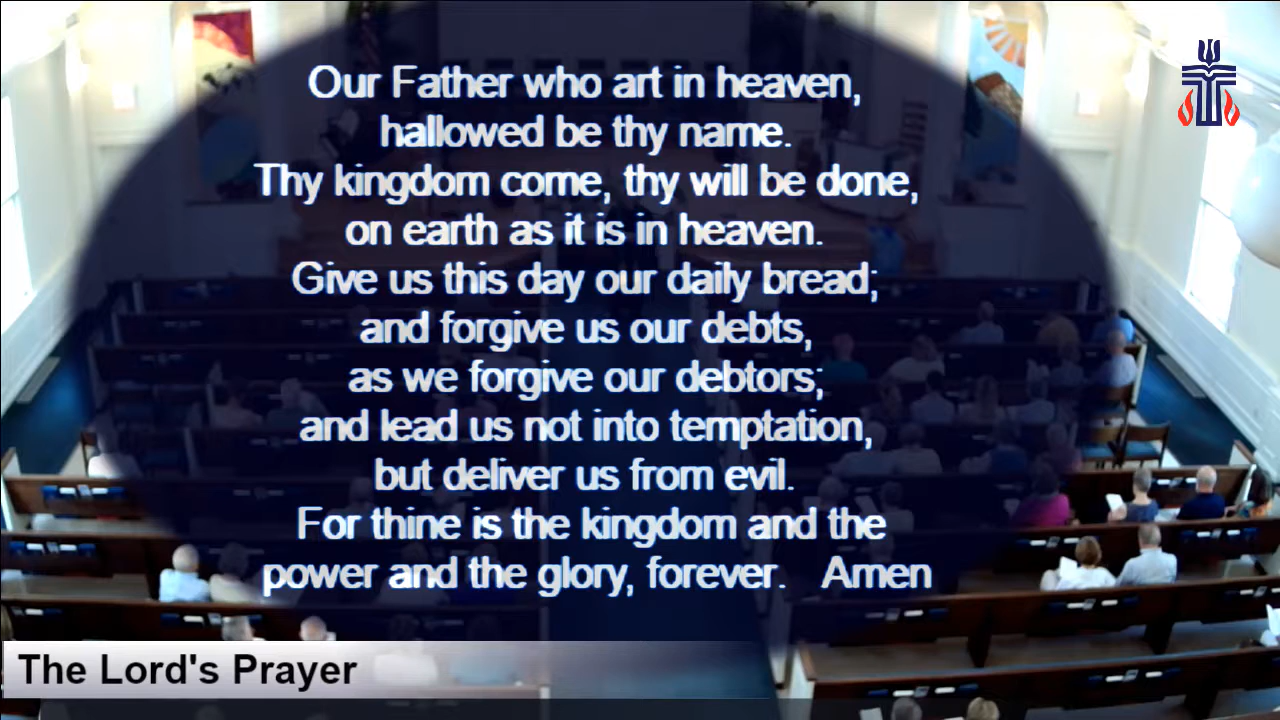 Our Father who art in heaven,
hallowed be thy name.
Thy kingdom come, thy will be done,
on earth as it is in heaven.
Give us this day our daily bread;
and forgive us our debts,
as we forgive our debtors;
and lead us not into temptation,
but deliver us from evil.
For thine is the kingdom and the
power and the glory, forever. Amen
The Lord's Prayer